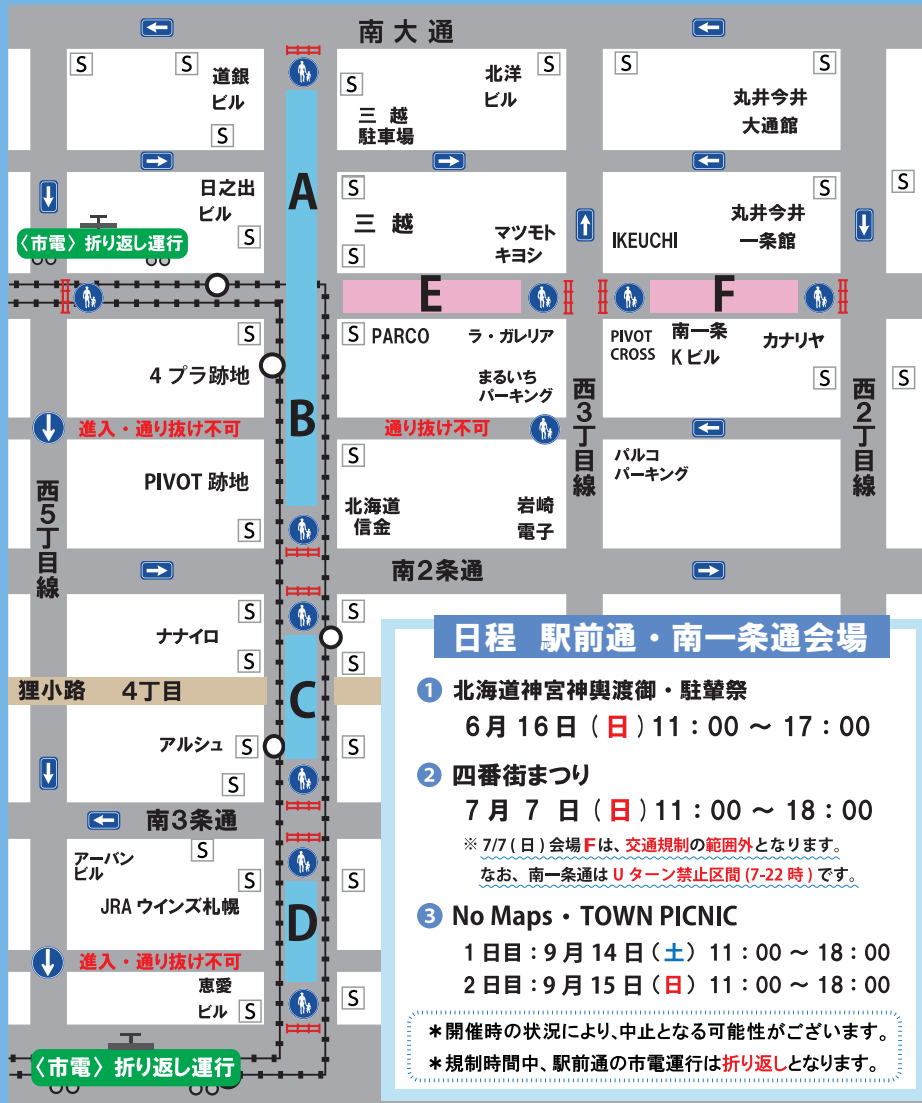 南大通
S
S
道銀
ビル
S
S
三 越
駐車場
北洋
ビル
S
S
S
丸井今井
大通館
日之出
ビル
S
A
S
三 越
S
マツモト
キヨシ
IKEUCHI
S
丸井今井
一条館
S
〈市電〉折り返し運行
E
F
S
4 プラ跡地
S
PARCO
ラ・ガレリア
まるいち
パーキング
PIVOT
CROSS
南一条
K ビル
カナリヤ
S
S
進入・通り抜け不可
B
通り抜け不可
西3丁目線
西2丁目線
PIVOT 跡地
S
S
北海道
信金
岩崎
電子
パルコ
パーキング
西5丁目線
南2条通
S
ナナイロ
S
S
S
狸小路 4丁目
C
アルシュ
S
S
S
南3条通
アーバン
ビル
S
S
S
JRA ウインズ札幌
D
進入・通り抜け不可
恵愛
ビル
S
S
〈市電〉折り返し運行
日程 駅前通・南一条通会場
1 北海道神宮神輿渡御・駐輦祭
6月16日(日)11:00 ~ 17:00
2 四番街まつり
7月 7 日(日)11:00 ~ 18:00
※ 7/7(日)会場Fは、交通規制の範囲外となります。
なお、南一条通は U ターン禁止区間(7-22 時)です。
3 No Maps・TOWN PICNIC
1日目:9月14日(土) 11:00 ~ 18:00
2日目:9月15日(日) 11:00 ~ 18:00
*開催時の状況により、中止となる可能性がございます。
*規制時間中、駅前通の市電運行は折り返しとなります。